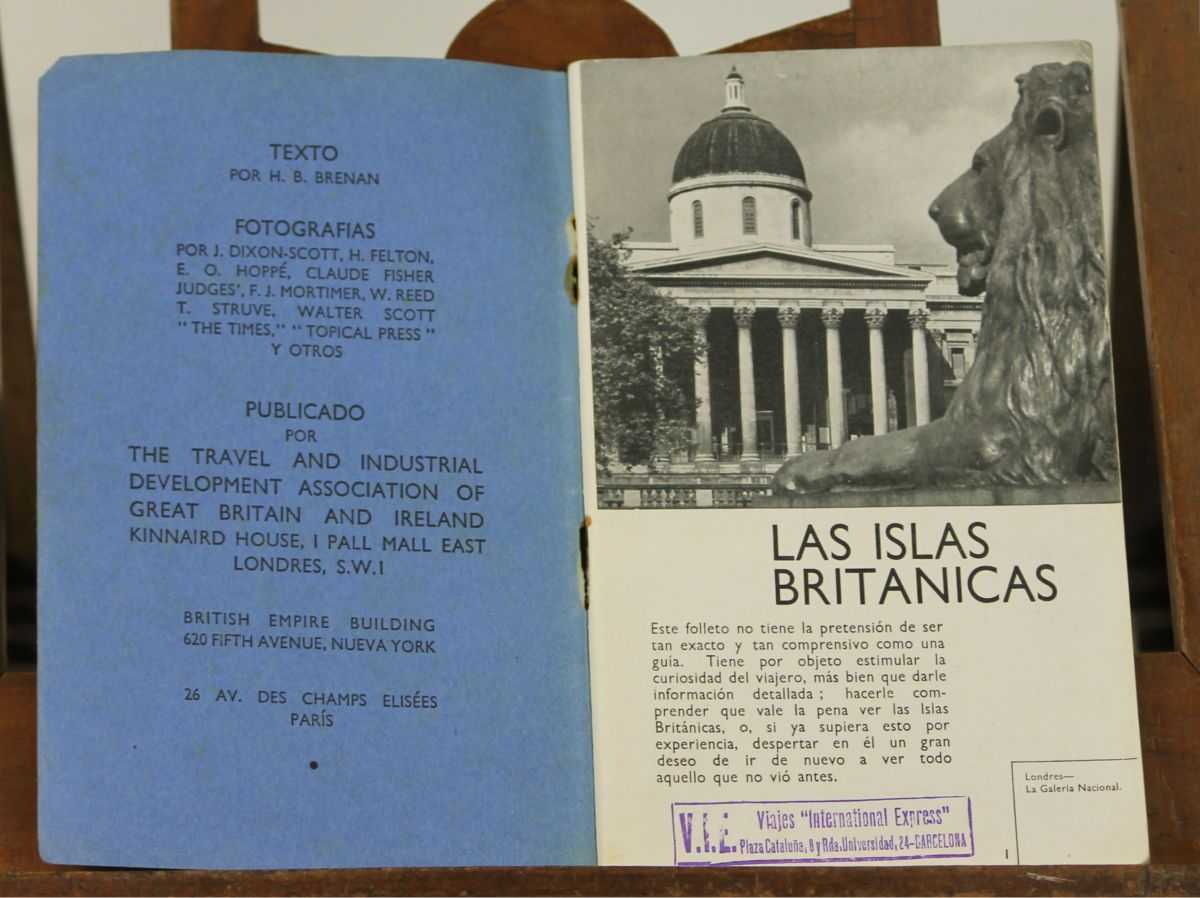 TEXTO
POR H. B. BRENAN
FOTOGRAFIAS
POR J. DIXON-SCOTT, H. FELTON,
E. O. HOPPÉ, CLAUDE FISHER
JUDGES', F. J. MORTIMER, W. REED
T. STRUVE, WALTER SCOTT
"THE TIMES," "TOPICAL PRESS"
Y OTROS
PUBLICADO
POR
THE TRAVEL AND INDUSTRIAL
DEVELOPMENT ASSOCIATION OF
GREAT BRITAIN AND IRELAND
KINNAIRD HOUSE, 1 PALL MALL EAST
LONDRES, S.W.1
BRITISH EMPIRE BUILDING
620 FIFTH AVENUE, NUEVA YORK
26 AV. DES CHAMPS ELISÉES
PARÍS
LAS ISLAS
BRITANICAS
Este folleto no tiene la pretensión de ser
tan exacto y tan comprensivo como una
guía. Tiene por objeto estimular la
curiosidad del viajero, más bien que darle
información detallada; hacerle com-
prender que vale la pena ver las Islas
Británicas, o, si ya supiera esto por
experiencia, despertar en él un gran
deseo de ir de nuevo a ver todo
aquello que no vió antes.
Londres—
La Galería Nacional.
V.I.E. Viajes "International Express"
Plaza Cataluña, 8 y Rda. Universidad, 24-BARCELONA
1